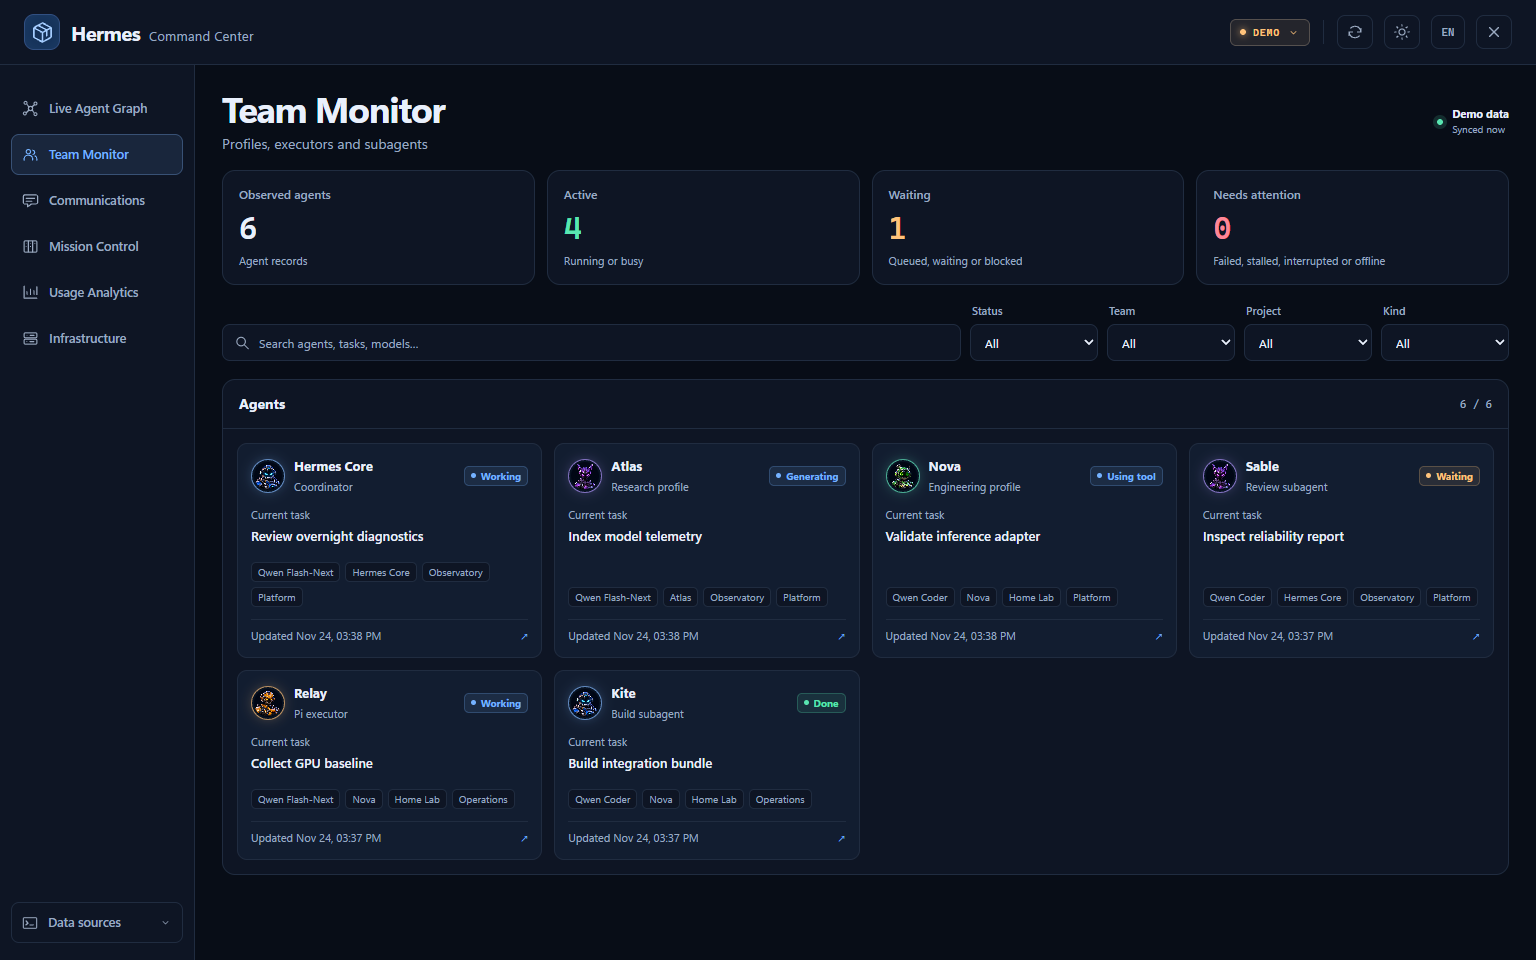 Hermes Command Center
DEMO
EN
Live Agent Graph
Team Monitor
Communications
Mission Control
Usage Analytics
Infrastructure
Data sources
Team Monitor
Profiles, executors and subagents
Demo data
Synced now
Observed agents
6
Agent records
Active
4
Running or busy
Waiting
1
Queued, waiting or blocked
Needs attention
0
Failed, stalled, interrupted or offline
Search agents, tasks, models...
Status
All
Team
All
Project
All
Kind
All
Agents
6 / 6
Hermes Core
Coordinator
Working
Current task
Review overnight diagnostics
Qwen Flash-Next Hermes Core Observatory
Platform
Updated Nov 24, 03:38 PM
Atlas
Research profile
Generating
Current task
Index model telemetry
Qwen Flash-Next Atlas Observatory Platform
Updated Nov 24, 03:38 PM
Nova
Engineering profile
Using tool
Current task
Validate inference adapter
Qwen Coder Nova Home Lab Platform
Updated Nov 24, 03:38 PM
Sable
Review subagent
Waiting
Current task
Inspect reliability report
Qwen Coder Hermes Core Observatory Platform
Updated Nov 24, 03:37 PM
Relay
Pi executor
Working
Current task
Collect GPU baseline
Qwen Flash-Next Nova Home Lab Operations
Updated Nov 24, 03:37 PM
Kite
Build subagent
Done
Current task
Build integration bundle
Qwen Coder Nova Home Lab Operations
Updated Nov 24, 03:37 PM